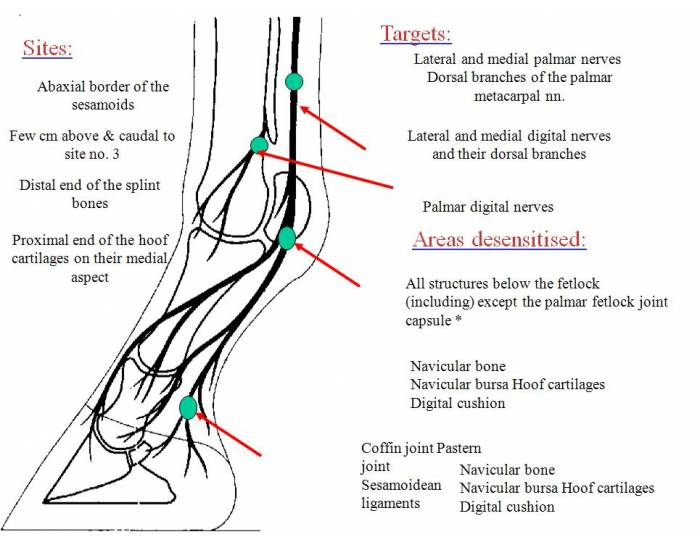 Sites:
Abaxial border of the
sesamoids
Few cm above & caudal to
site no. 3
Distal end of the splint
bones
Proximal end of the hoof
cartilages on their medial
aspect
Targets:
Lateral and medial palmar nerves
Dorsal branches of the palmar
metacarpal nn.
Lateral and medial digital nerves
and their dorsal branches
Palmar digital nerves
Areas desensitised:
All structures below the fetlock
(including) except the palmar fetlock joint
capsule *
Navicular bone
Navicular bursa Hoof cartilages
Digital cushion
Coffin joint Pastern
joint
Sesamoidean
ligaments
Navicular bone
Navicular bursa Hoof cartilages
Digital cushion